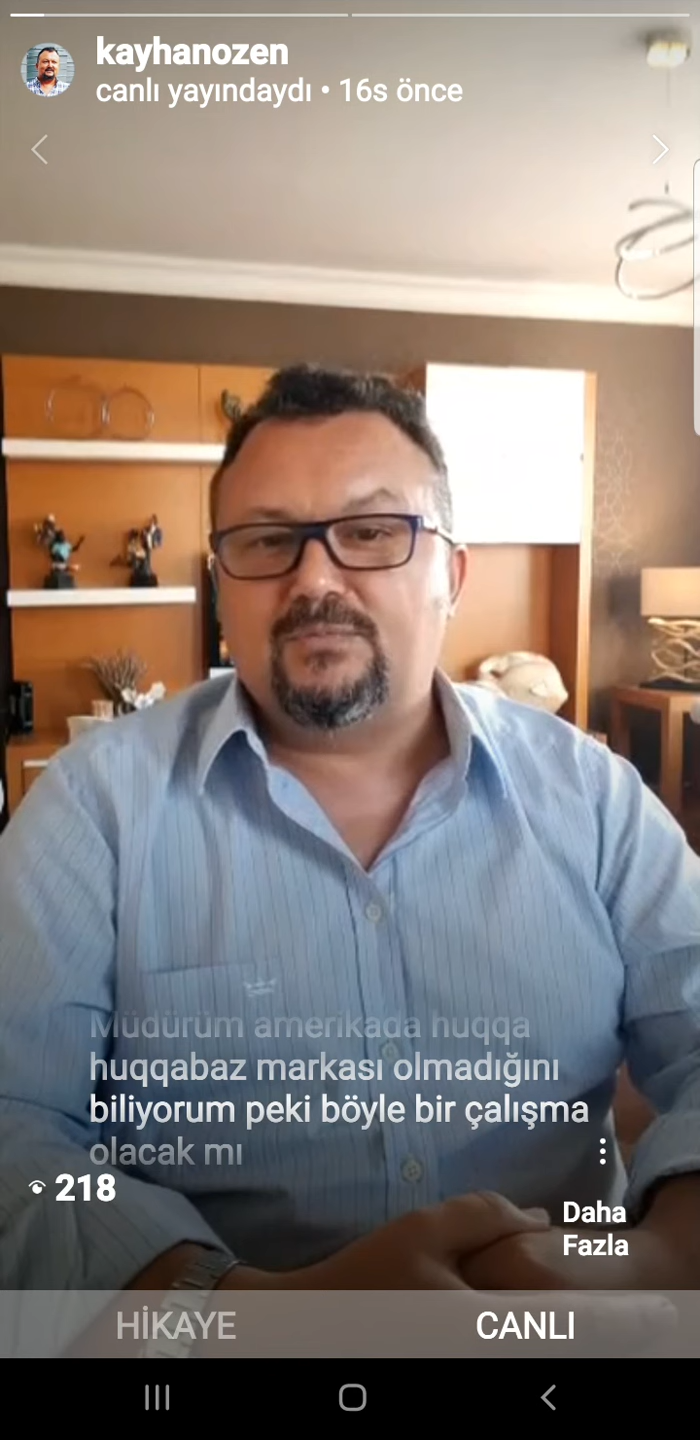 kayhanozen
canlı yayındaydı • 16s önce
Müdürüm amerikada huqqa
huqqabaz markası olmadığını
biliyorum peki böyle bir çalışma
olacak mı
218
Daha
Fazla
HİKAYE
CANLI